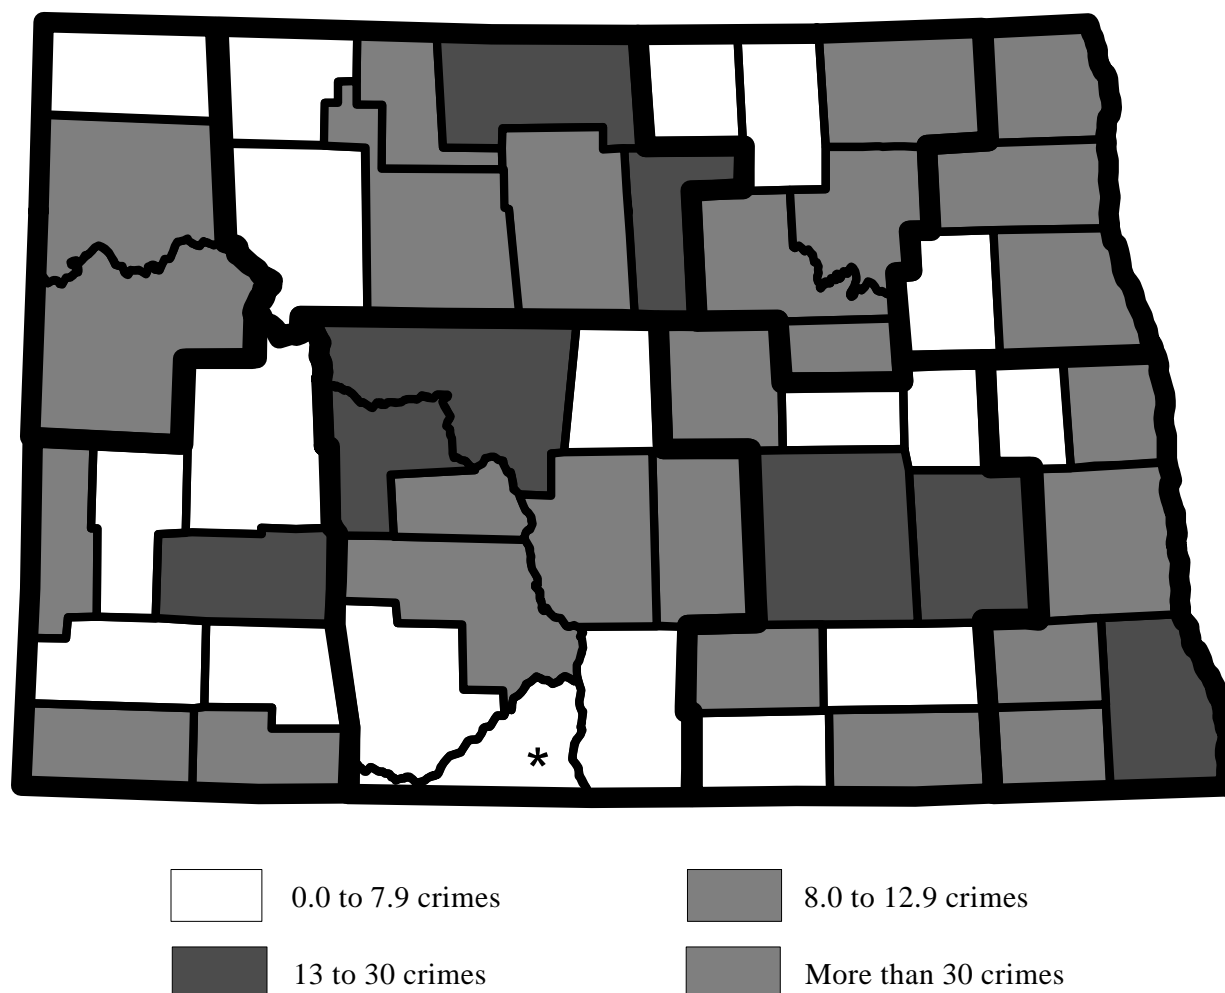 *
0.0 to 7.9 crimes
8.0 to 12.9 crimes
13 to 30 crimes
More than 30 crimes